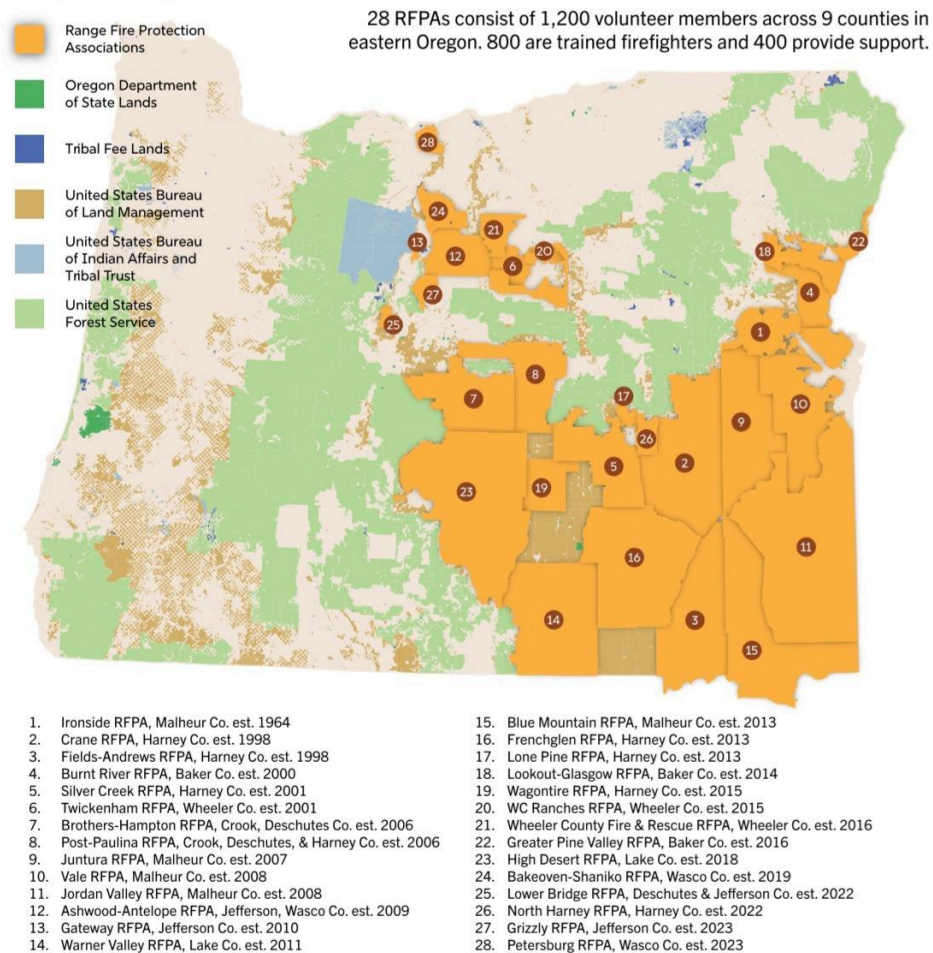 28 RFPAs consist of 1,200 volunteer members across 9 counties in
eastern Oregon. 800 are trained firefighters and 400 provide support.
Range Fire Protection
Associations
Oregon Department
of State Lands
Tribal Fee Lands
United States Bureau
of Land Management
United States Bureau
of Indian Affairs and
Tribal Trust
United States
Forest Service
28
24
21
13
12
20
6
18
22
27
4
25
1
8
7
17
10
9
26
2
5
23
19
11
16
14
3
15
1. Ironside RFPA, Malheur Co. est. 1964
2. Crane RFPA, Harney Co. est. 1998
3. Fields-Andrews RFPA, Harney Co. est. 1998
4. Burnt River RFPA, Baker Co. est. 2000
5. Silver Creek RFPA, Harney Co. est. 2001
6. Twickenham RFPA, Wheeler Co. est. 2001
7. Brothers-Hampton RFPA, Crook, Deschutes Co. est. 2006
8. Post-Paulina RFPA, Crook, Deschutes, & Harney Co. est. 2006
9. Juntura RFPA, Malheur Co. est. 2007
10. Vale RFPA, Malheur Co. est. 2008
11. Jordan Valley RFPA, Malheur Co. est. 2008
12. Ashwood-Antelope RFPA, Jefferson, Wasco Co. est. 2009
13. Gateway RFPA, Jefferson Co. est. 2010
14. Warner Valley RFPA, Lake Co. est. 2011
15. Blue Mountain RFPA, Malheur Co. est. 2013
16. Frenchglen RFPA, Harney Co. est. 2013
17. Lone Pine RFPA, Harney Co. est. 2013
18. Lookout-Glasgow RFPA, Baker Co. est. 2014
19. Wagontire RFPA, Harney Co. est. 2015
20. WC Ranches RFPA, Wheeler Co. est. 2015
21. Wheeler County Fire & Rescue RFPA, Wheeler Co. est. 2016
22. Greater Pine Valley RFPA, Baker Co. est. 2016
23. High Desert RFPA, Lake Co. est. 2018
24. Bakeoven-Shaniko RFPA, Wasco Co. est. 2019
25. Lower Bridge RFPA, Deschutes & Jefferson Co. est. 2022
26. North Harney RFPA, Harney Co. est. 2022
27. Grizzly RFPA, Jefferson Co. est. 2023
28. Petersburg RFPA, Wasco Co. est. 2023